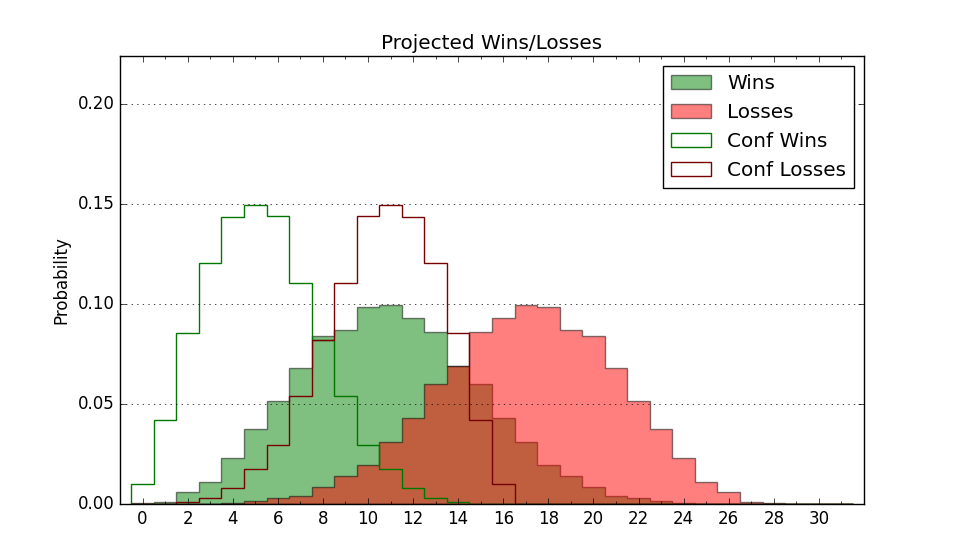 Projected Wins/Losses
Wins
Losses
Conf Wins
Conf Losses
Probability
0.20
0.15
0.10
0.05
0.00
0 2 4 6 8 10 12 14 16 18 20 22 24 26 28 30